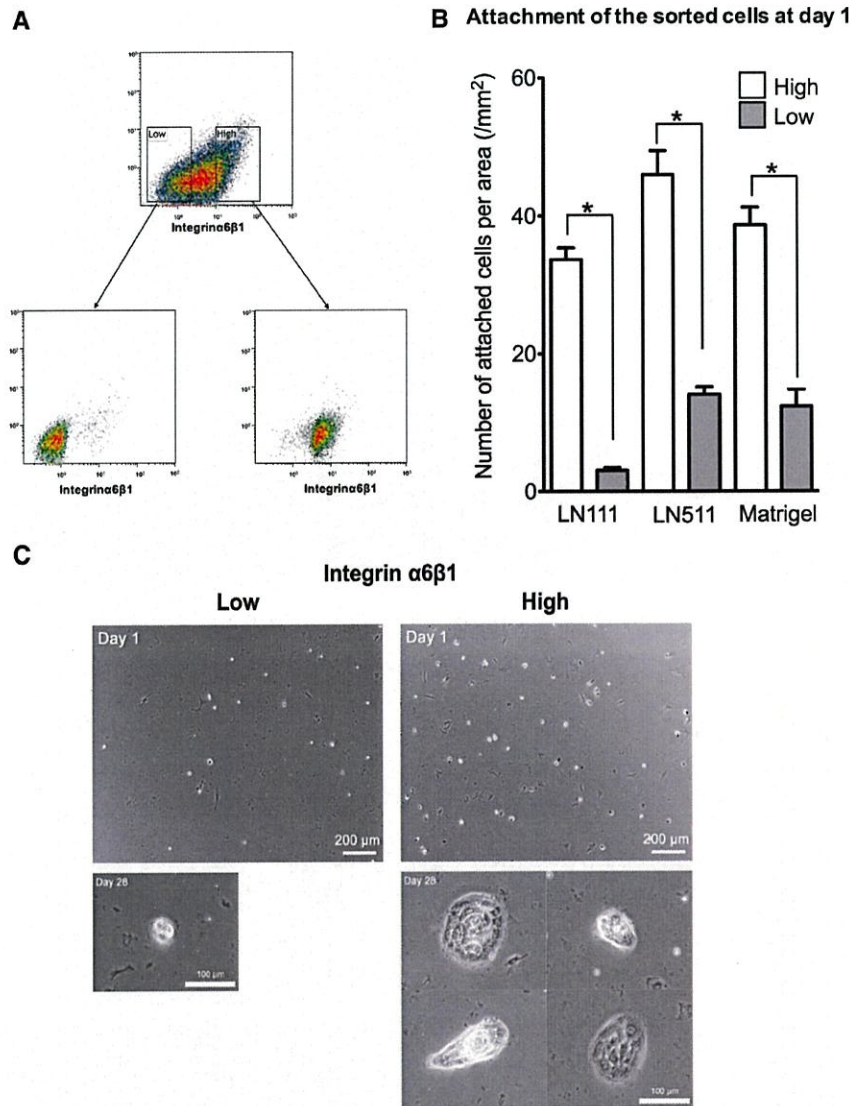 A
Low
High
Integrinα6β1
Integrinα6β1
Integrinα6β1
B Attachment of the sorted cells at day 1
Number of attached cells per area (/mm²)
60
40
20
0
High
Low
*
*
*
LN111
LN511
Matrigel
C
Integrin α6β1
Low
High
Day 1
200 µm
Day 1
200 µm
Day 28
100 µm
Day 28
100 µm